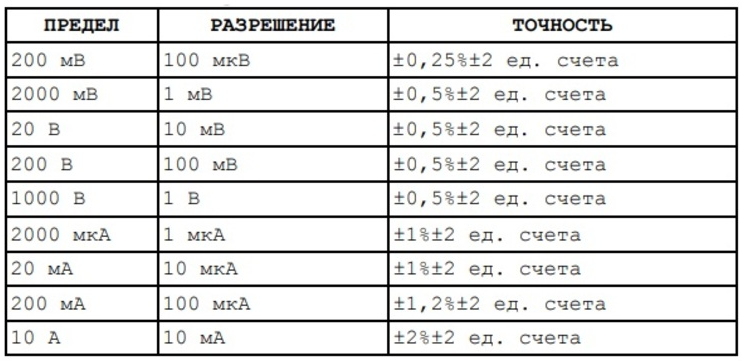 ПРЕДЕЛ РАЗРЕШЕНИЕ ТОЧНОСТЬ
200 мВ 100 мкВ ±0,25%±2 ед. счета
2000 мВ 1 мВ ±0,5%±2 ед. счета
20 В 10 мВ ±0,5%±2 ед. счета
200 В 100 мВ ±0,5%±2 ед. счета
1000 В 1 В ±0,5%±2 ед. счета
2000 мкА 1 мкА ±1%±2 ед. счета
20 мА 10 мкА ±1%±2 ед. счета
200 мА 100 мкА ±1,2%±2 ед. счета
10 А 10 мА ±2%±2 ед. счета